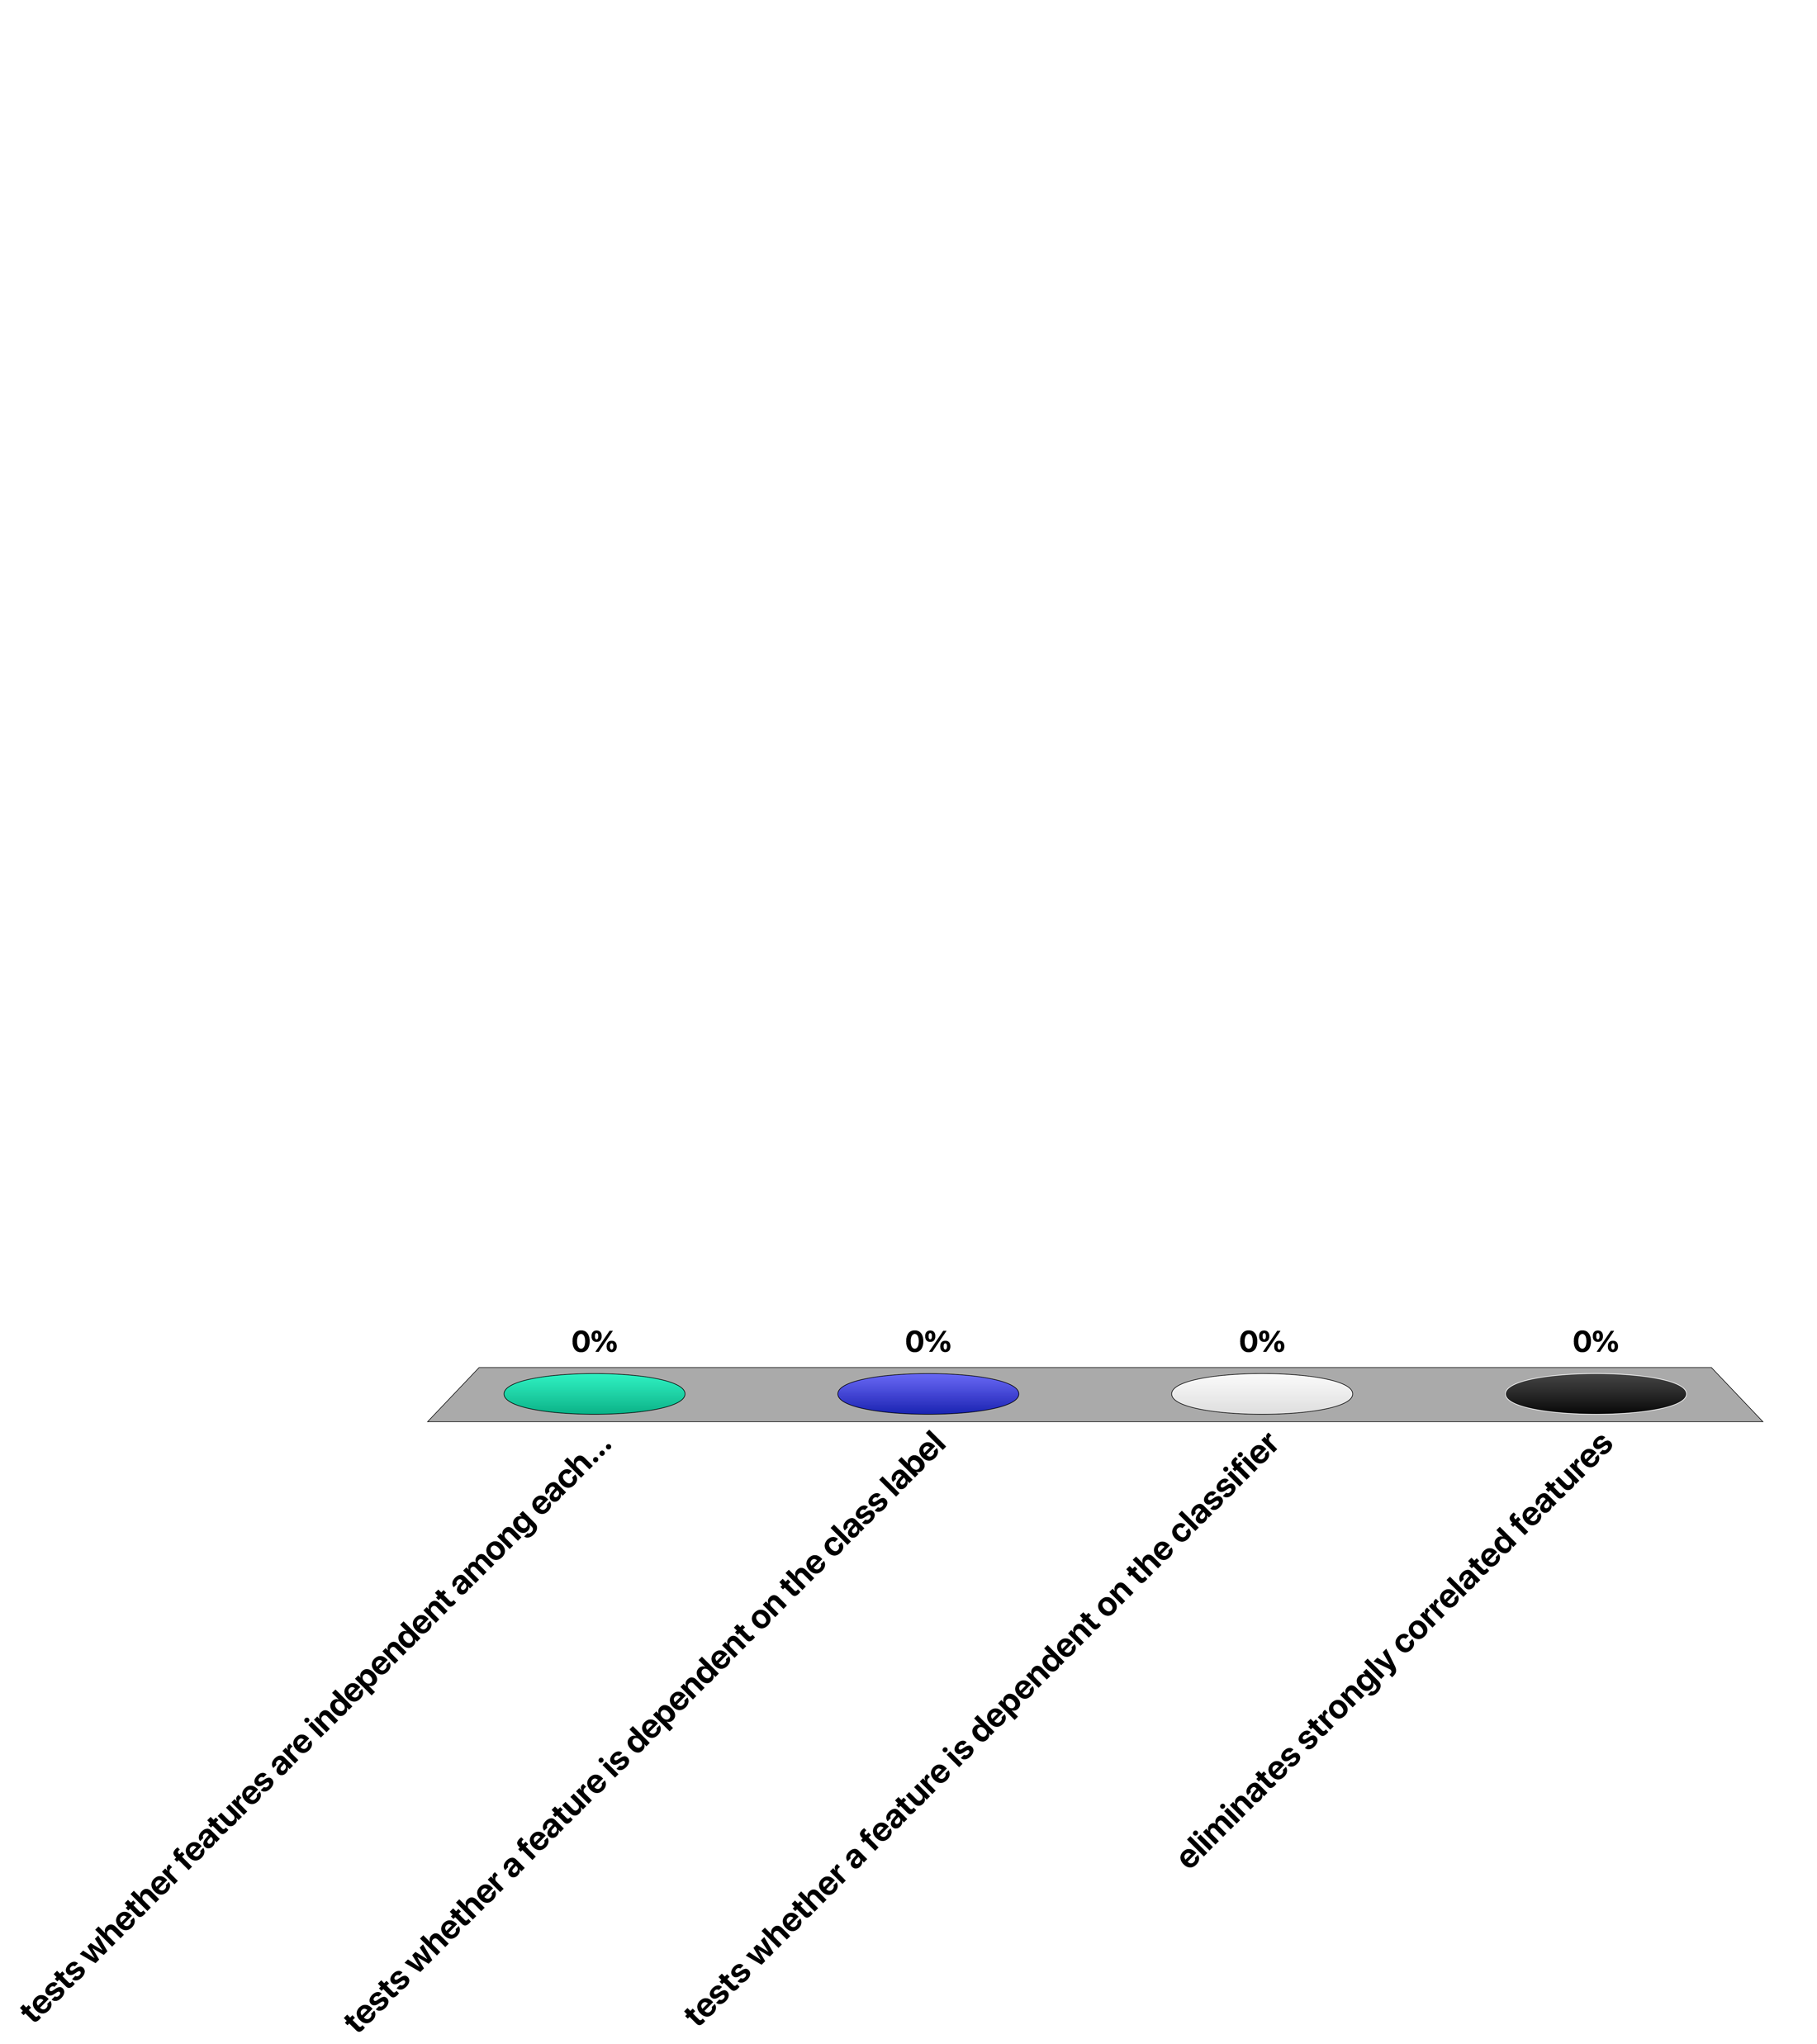 0%
0%
0%
0%
tests whether features are independent among each...
tests whether a feature is dependent on the class label
tests whether a feature is dependent on the classifier
eliminates strongly correlated features